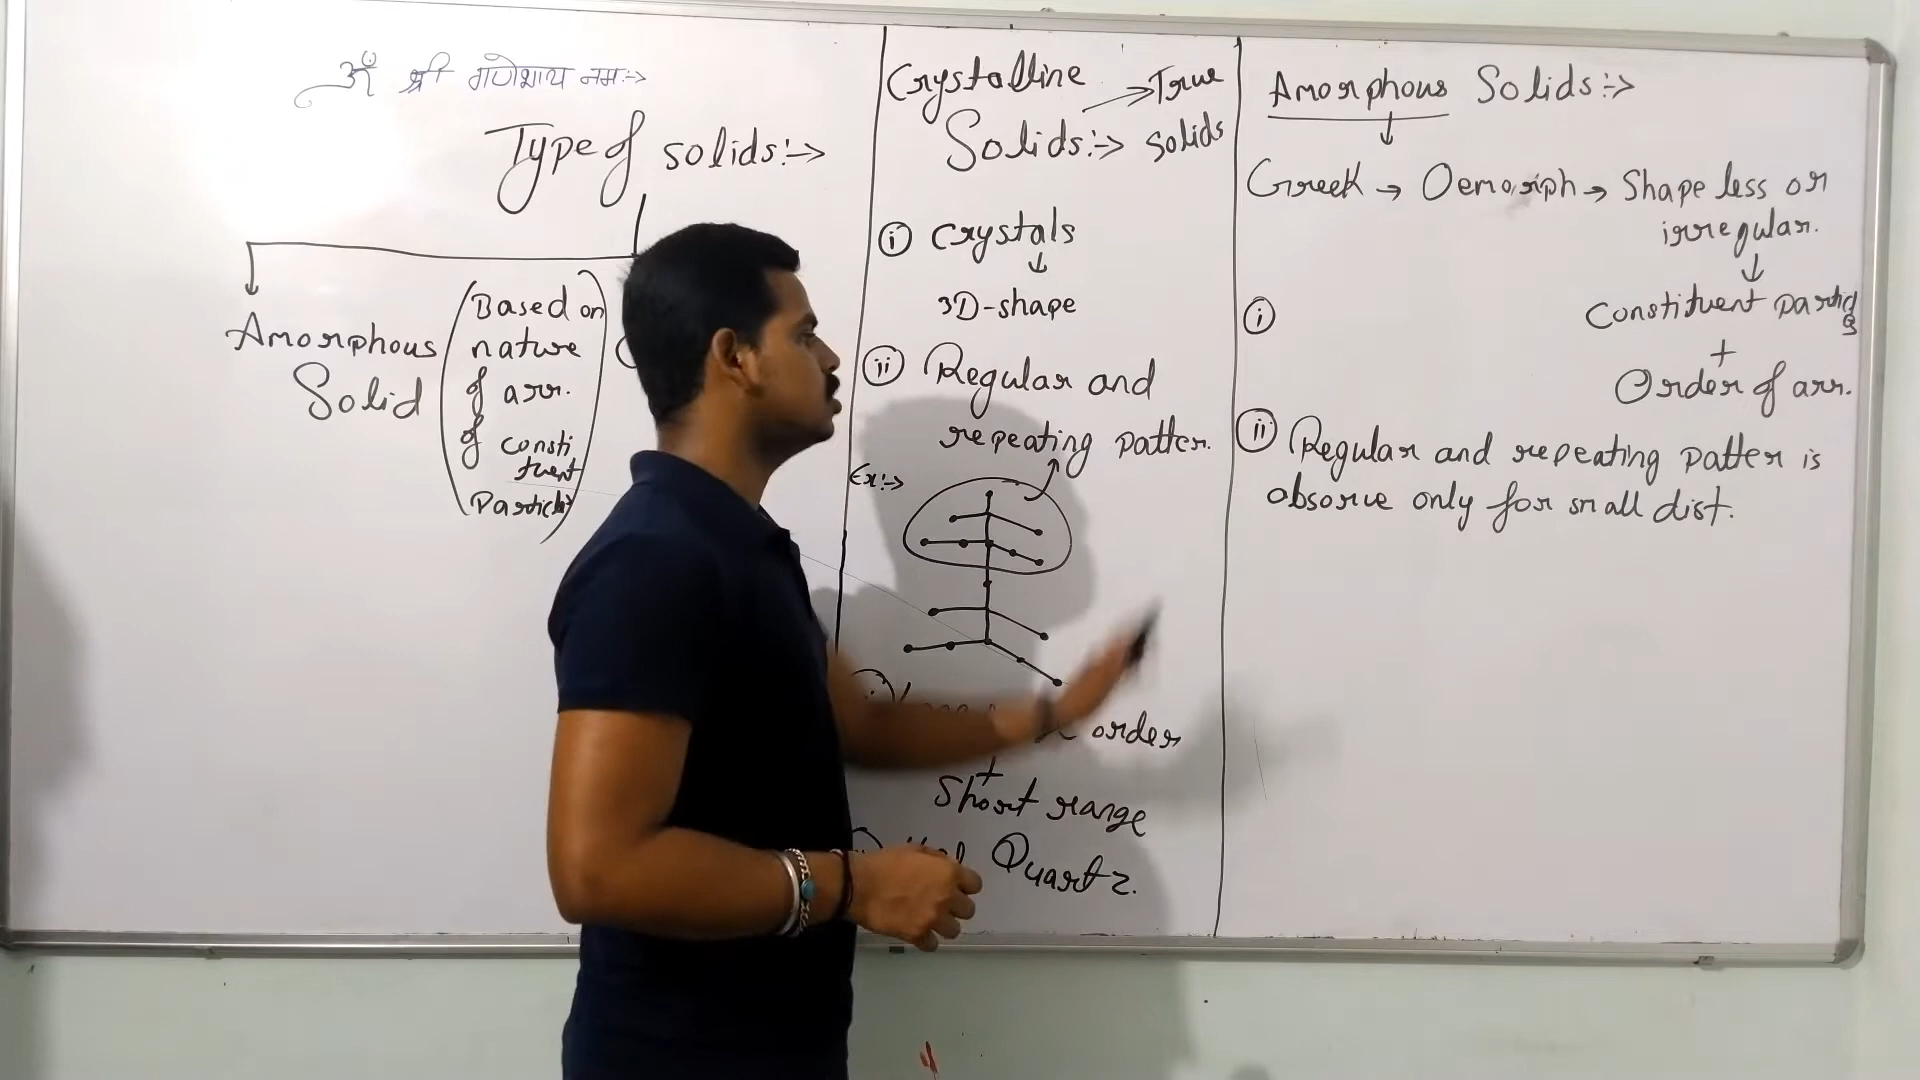 ॐ श्री गणेशाय नमः→
Type of solids:→
Amorphous
Solid
(Based on
nature
of arr.
of consti
tuent
Particle)
Crystalline → True
Solids:→ solids
(i) Crystals
↓
3D-shape
(ii) Regular and
repeating patter.
Ex:→
order
+
Short range
Quartz.
Amorphous Solids:→
↓
Greek → Oemorph → Shape less or
irregular.
↓
(i) Constituent particles
+
Order of arr.
(ii) Regular and repeating patter is
absorve only for small dist.